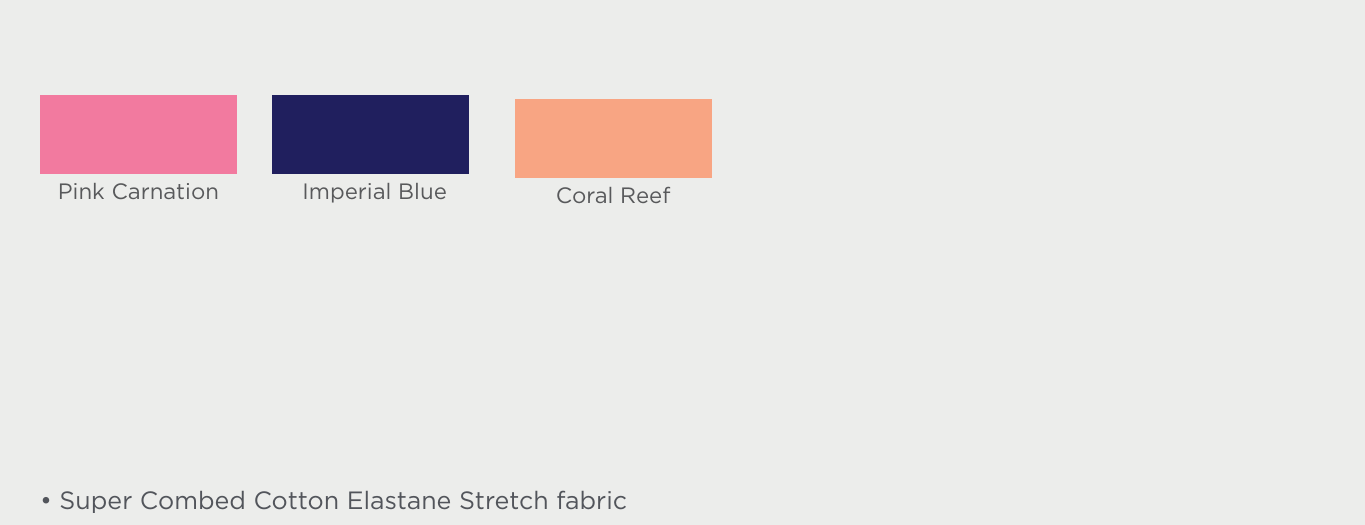 Pink Carnation
Imperial Blue
Coral Reef
• Super Combed Cotton Elastane Stretch fabric